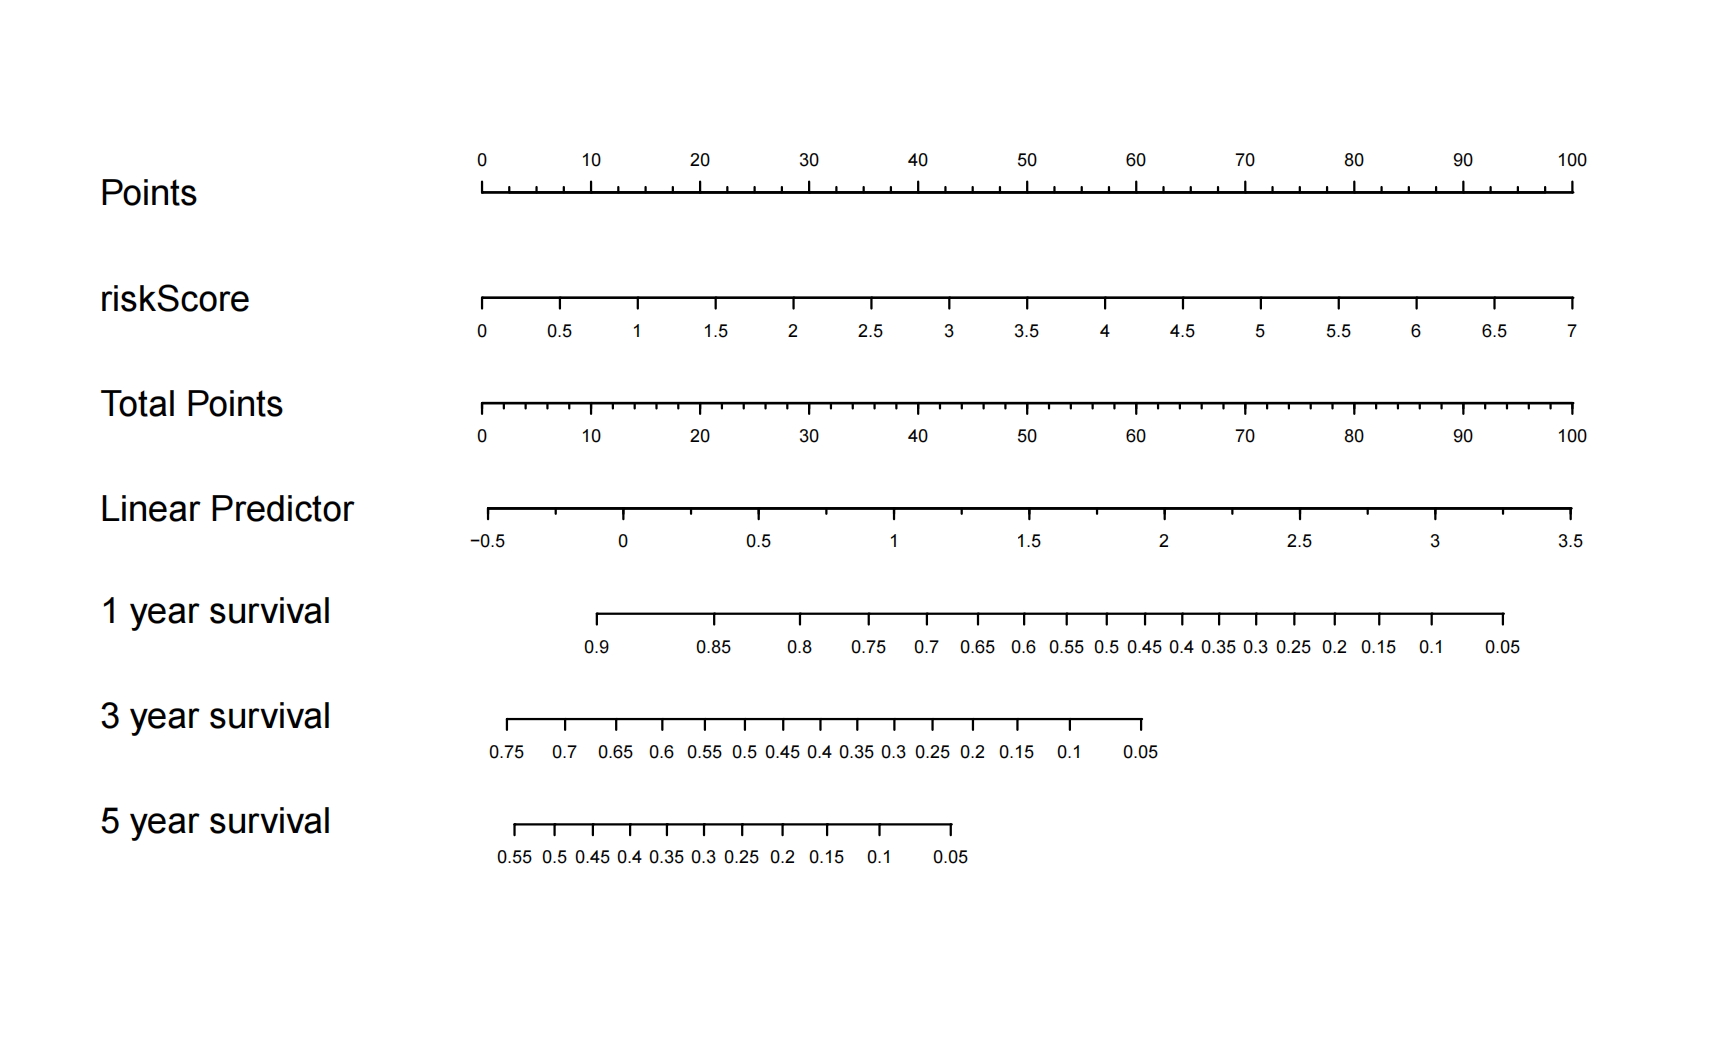 0 10 20 30 40 50 60 70 80 90 100
Points
riskScore
0 0.5 1 1.5 2 2.5 3 3.5 4 4.5 5 5.5 6 6.5 7
Total Points
0 10 20 30 40 50 60 70 80 90 100
Linear Predictor
−0.5 0 0.5 1 1.5 2 2.5 3 3.5
1 year survival
0.9 0.85 0.8 0.75 0.7 0.65 0.6 0.55 0.5 0.45 0.4 0.35 0.3 0.25 0.2 0.15 0.1 0.05
3 year survival
0.75 0.7 0.65 0.6 0.55 0.5 0.45 0.4 0.35 0.3 0.25 0.2 0.15 0.1 0.05
5 year survival
0.55 0.5 0.45 0.4 0.35 0.3 0.25 0.2 0.15 0.1 0.05